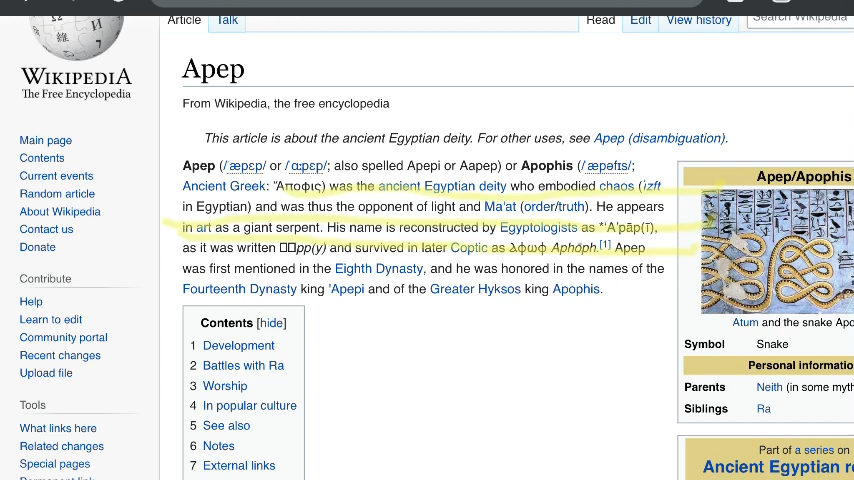 Article Talk Read Edit View history Search Wikipedia
WIKIPEDIA
The Free Encyclopedia
Apep
From Wikipedia, the free encyclopedia
This article is about the ancient Egyptian deity. For other uses, see Apep (disambiguation).
Apep (/ˈæpɛp/ or /ˈɑːpɛp/; also spelled Apepi or Aapep) or Apophis (/ˈæpəfɪs/;
Ancient Greek: Ἄποφις) was the ancient Egyptian deity who embodied chaos (ı͗zft
in Egyptian) and was thus the opponent of light and Ma'at (order/truth). He appears
in art as a giant serpent. His name is reconstructed by Egyptologists as *ʻAʼpāp(ī),
as it was written pp(y) and survived in later Coptic as Aphōph.[1] Apep
was first mentioned in the Eighth Dynasty, and he was honored in the names of the
Fourteenth Dynasty king 'Apepi and of the Greater Hyksos king Apophis.
Contents [hide]
1 Development
2 Battles with Ra
3 Worship
4 In popular culture
5 See also
6 Notes
7 External links
Main page
Contents
Current events
Random article
About Wikipedia
Contact us
Donate
Contribute
Help
Learn to edit
Community portal
Recent changes
Upload file
Tools
What links here
Related changes
Special pages
Apep/Apophis
Atum and the snake Apo
Symbol Snake
Personal informatio
Parents Neith (in some myth
Siblings Ra
Part of a series on
Ancient Egyptian re